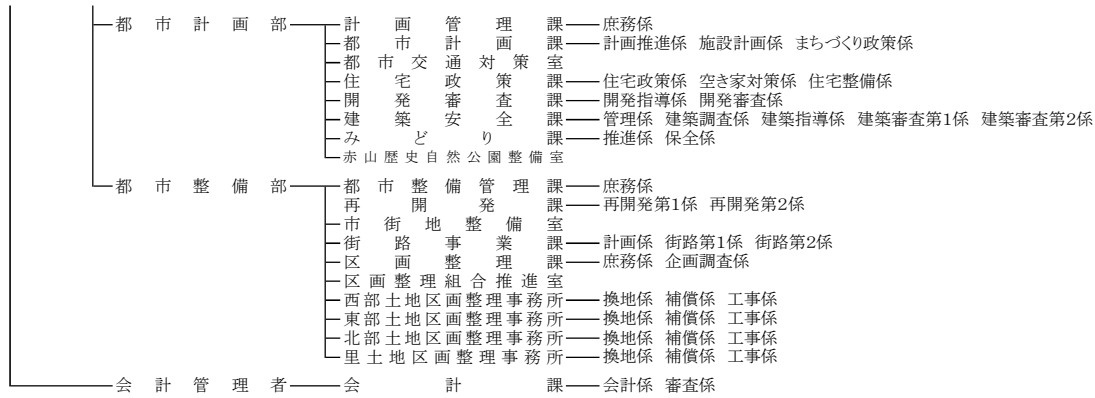 都市計画部 計画管理課 庶務係
都市計画課 計画推進係 施設計画係 まちづくり政策係
都市交通対策室
住宅政策課 住宅政策係 空き家対策係 住宅整備係
開発審査課 開発指導係 開発審査係
建築安全課 管理係 建築調査係 建築指導係 建築審査第1係 建築審査第2係
みどり課 推進係 保全係
赤山歴史自然公園整備室
都市整備部 都市整備管理課 庶務係
再開発課 再開発第1係 再開発第2係
市街地整備室
街路事業課 計画係 街路第1係 街路第2係
区画整理課 庶務係 企画調査係
区画整理組合推進室
西部土地区画整理事務所 換地係 補償係 工事係
東部土地区画整理事務所 換地係 補償係 工事係
北部土地区画整理事務所 換地係 補償係 工事係
里土地区画整理事務所 換地係 補償係 工事係
会計管理者 会計課 会計係 審査係